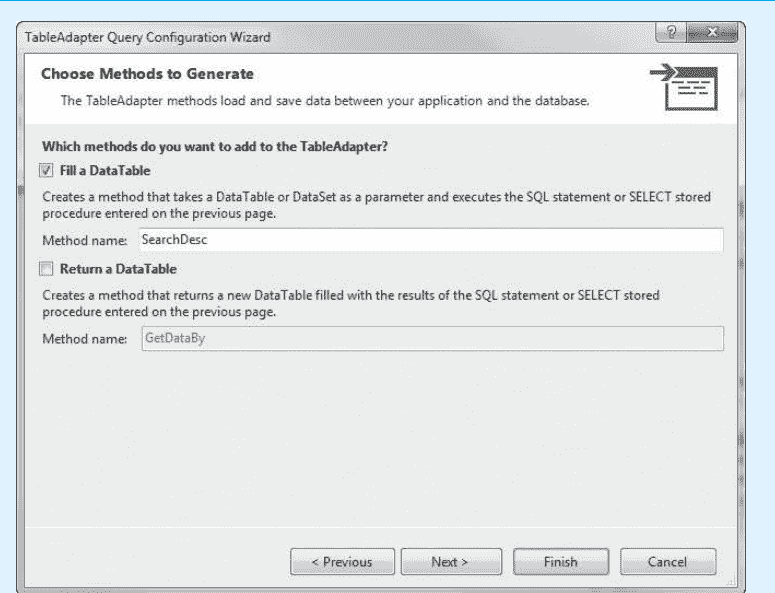 TableAdapter Query Configuration Wizard
Choose Methods to Generate
The TableAdapter methods load and save data between your application and the database.
Which methods do you want to add to the TableAdapter?
Fill a DataTable
Creates a method that takes a DataTable or DataSet as a parameter and executes the SQL statement or SELECT stored
procedure entered on the previous page.
Method name: SearchDesc
Return a DataTable
Creates a method that returns a new DataTable filled with the results of the SQL statement or SELECT stored
procedure entered on the previous page.
Method name: GetDataBy
< Previous Next > Finish Cancel